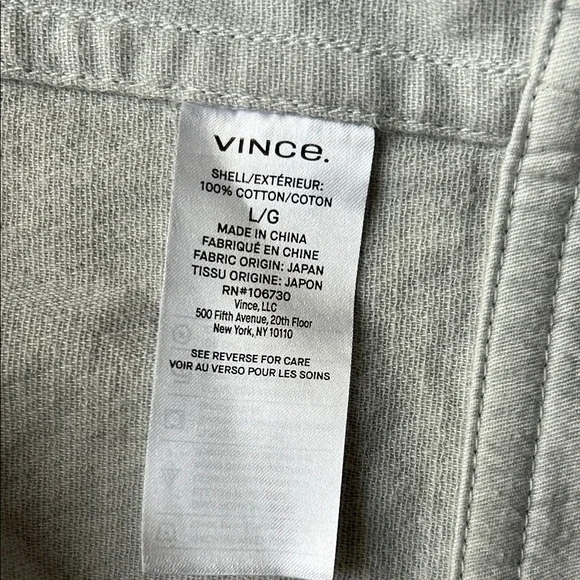 VINCe.
SHELL/EXTÉRIEUR:
100% COTTON/COTON
L/G
MADE IN CHINA
FABRIQUÉ EN CHINE
FABRIC ORIGIN: JAPAN
TISSU ORIGINE: JAPON
RN#106730
Vince, LLC
500 Fifth Avenue, 20th Floor
New York, NY 10110
SEE REVERSE FOR CARE
VOIR AU VERSO POUR LES SOINS